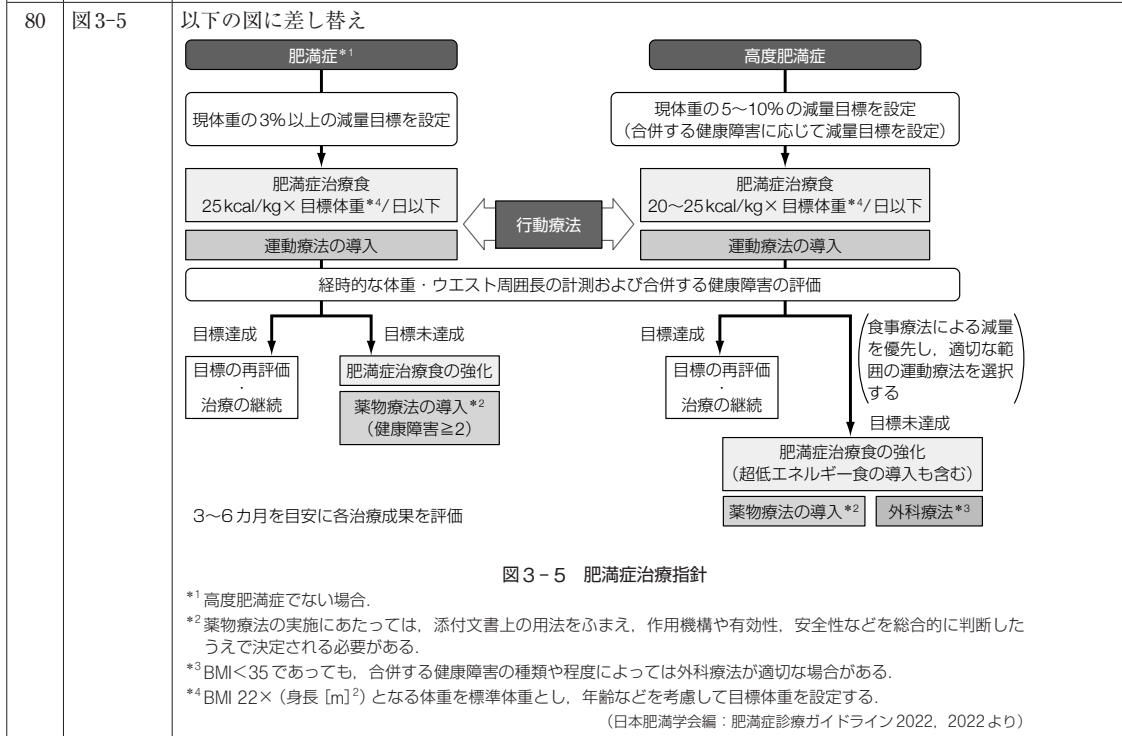 80 図3-5 以下の図に差し替え
肥満症*1
高度肥満症
現体重の3%以上の減量目標を設定
現体重の5〜10%の減量目標を設定
(合併する健康障害に応じて減量目標を設定)
肥満症治療食
25kcal/kg×目標体重*4/日以下
肥満症治療食
20〜25kcal/kg×目標体重*4/日以下
行動療法
運動療法の導入
運動療法の導入
経時的な体重・ウエスト周囲長の計測および合併する健康障害の評価
目標達成
目標未達成
目標の再評価
・
治療の継続
肥満症治療食の強化
薬物療法の導入*2
(健康障害≧2)
目標達成
食事療法による減量
を優先し,適切な範
囲の運動療法を選択
する
目標の再評価
・
治療の継続
目標未達成
肥満症治療食の強化
(超低エネルギー食の導入も含む)
薬物療法の導入*2
外科療法*3
3〜6カ月を目安に各治療成果を評価
図3-5 肥満症治療指針
*1高度肥満症でない場合.
*2薬物療法の実施にあたっては,添付文書上の用法をふまえ,作用機構や有効性,安全性などを総合的に判断した
うえで決定される必要がある.
*3BMI<35であっても,合併する健康障害の種類や程度によっては外科療法が適切な場合がある.
*4BMI 22×(身長[m]2)となる体重を標準体重とし,年齢などを考慮して目標体重を設定する.
(日本肥満学会編:肥満症診療ガイドライン2022,2022より)